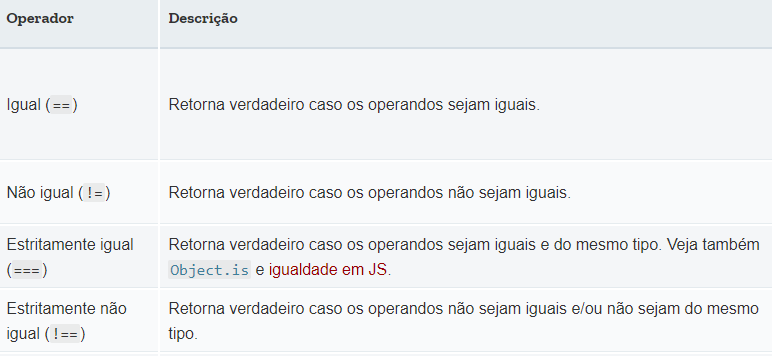 Operador Descrição
Igual (==) Retorna verdadeiro caso os operandos sejam iguais.
Não igual (!=) Retorna verdadeiro caso os operandos não sejam iguais.
Estritamente igual
(===)
Retorna verdadeiro caso os operandos sejam iguais e do mesmo tipo. Veja também
Object.is e igualdade em JS.
Estritamente não
igual (!==)
Retorna verdadeiro caso os operandos não sejam iguais e/ou não sejam do mesmo
tipo.